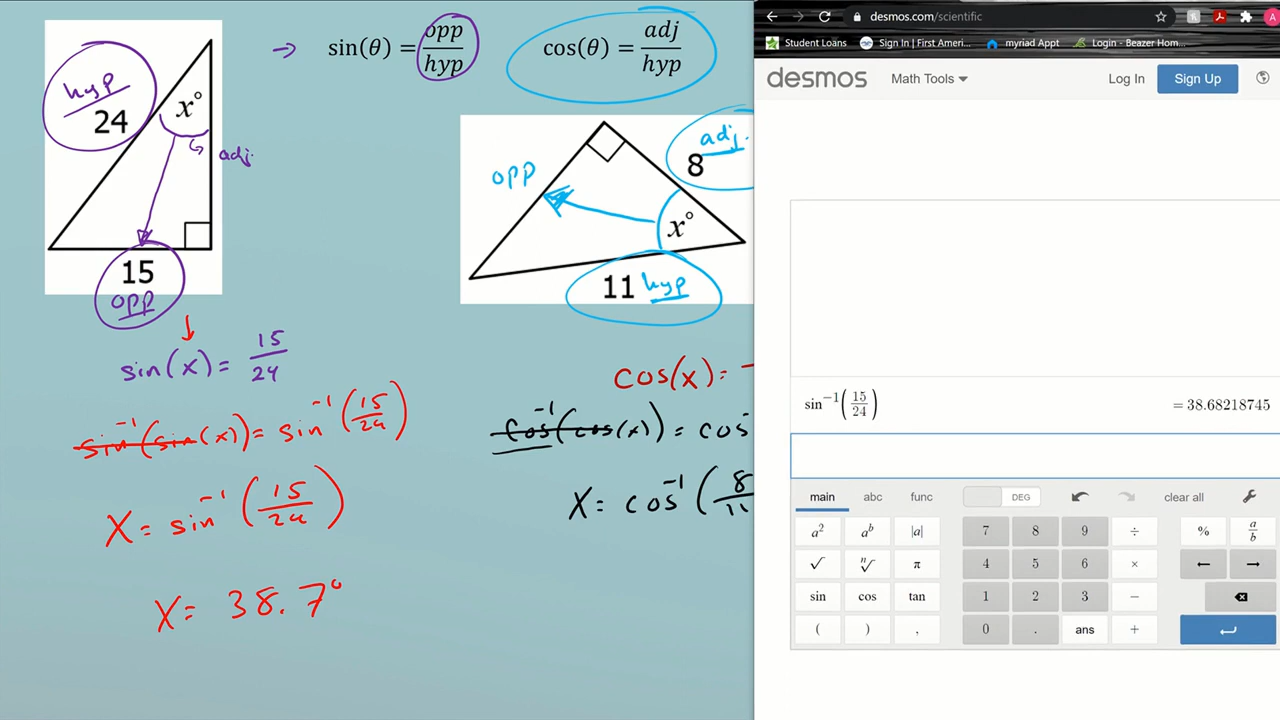 → sin(θ) = opp/hyp
cos(θ) = adj/hyp
hyp
24
x°
adj.
15
opp
opp
adj.
8
x°
11 hyp
sin(x) = 15/24
sin⁻¹(sin(x)) = sin⁻¹(15/24)
X = sin⁻¹(15/24)
X = 38.7°
cos(x) =
cos⁻¹(cos(x)) = cos⁻
X = cos⁻¹(8/11
desmos.com/scientific
A
Student Loans
Sign In | First Ameri...
myriad Appt
Login - Beazer Hom...
desmos
Math Tools
Log In
Sign Up
sin⁻¹(15/24)
= 38.68218745
main abc func DEG clear all
a² aᵇ |a| 7 8 9 ÷ % a/b
√ ⁿ√ π 4 5 6 × ← →
sin cos tan 1 2 3 −
( ) , 0 . ans +